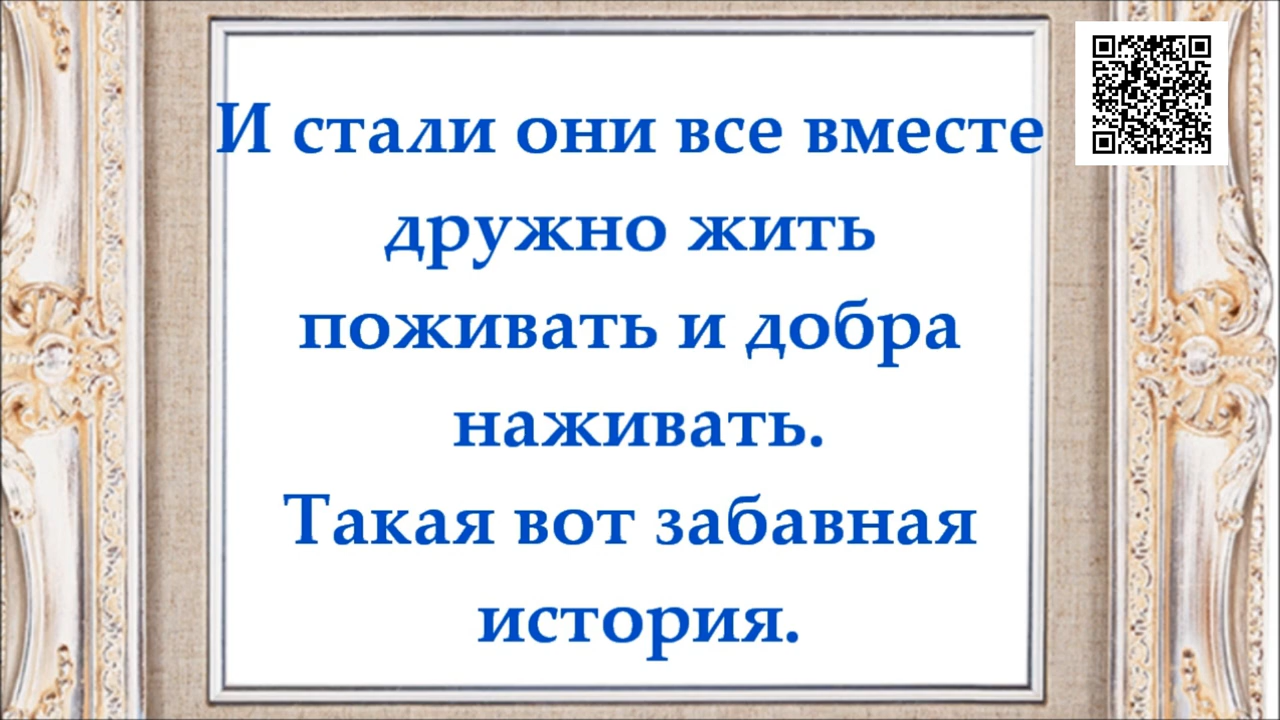 И стали они все вместе
дружно жить
поживать и добра
наживать.
Такая вот забавная
история.